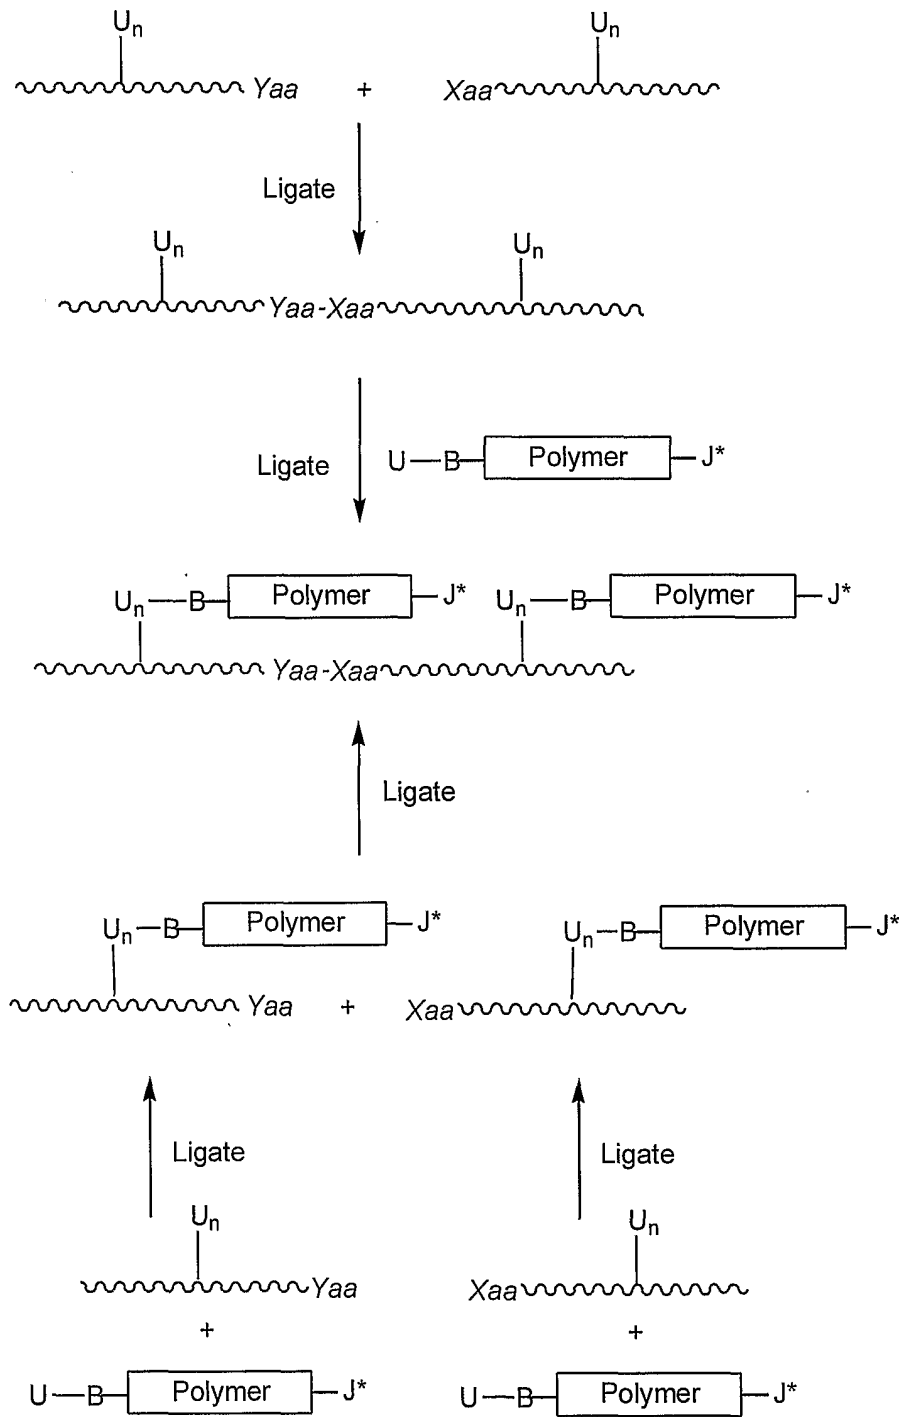 Un Un
Yaa + Xaa
Ligate
Un Un
Yaa-Xaa
Ligate U B Polymer J*
Un B Polymer J* Un B Polymer J*
Yaa-Xaa
Ligate
Un B Polymer J* Un B Polymer J*
Yaa + Xaa
Ligate Ligate
Un Un
Yaa Xaa
+ +
U B Polymer J* U B Polymer J*